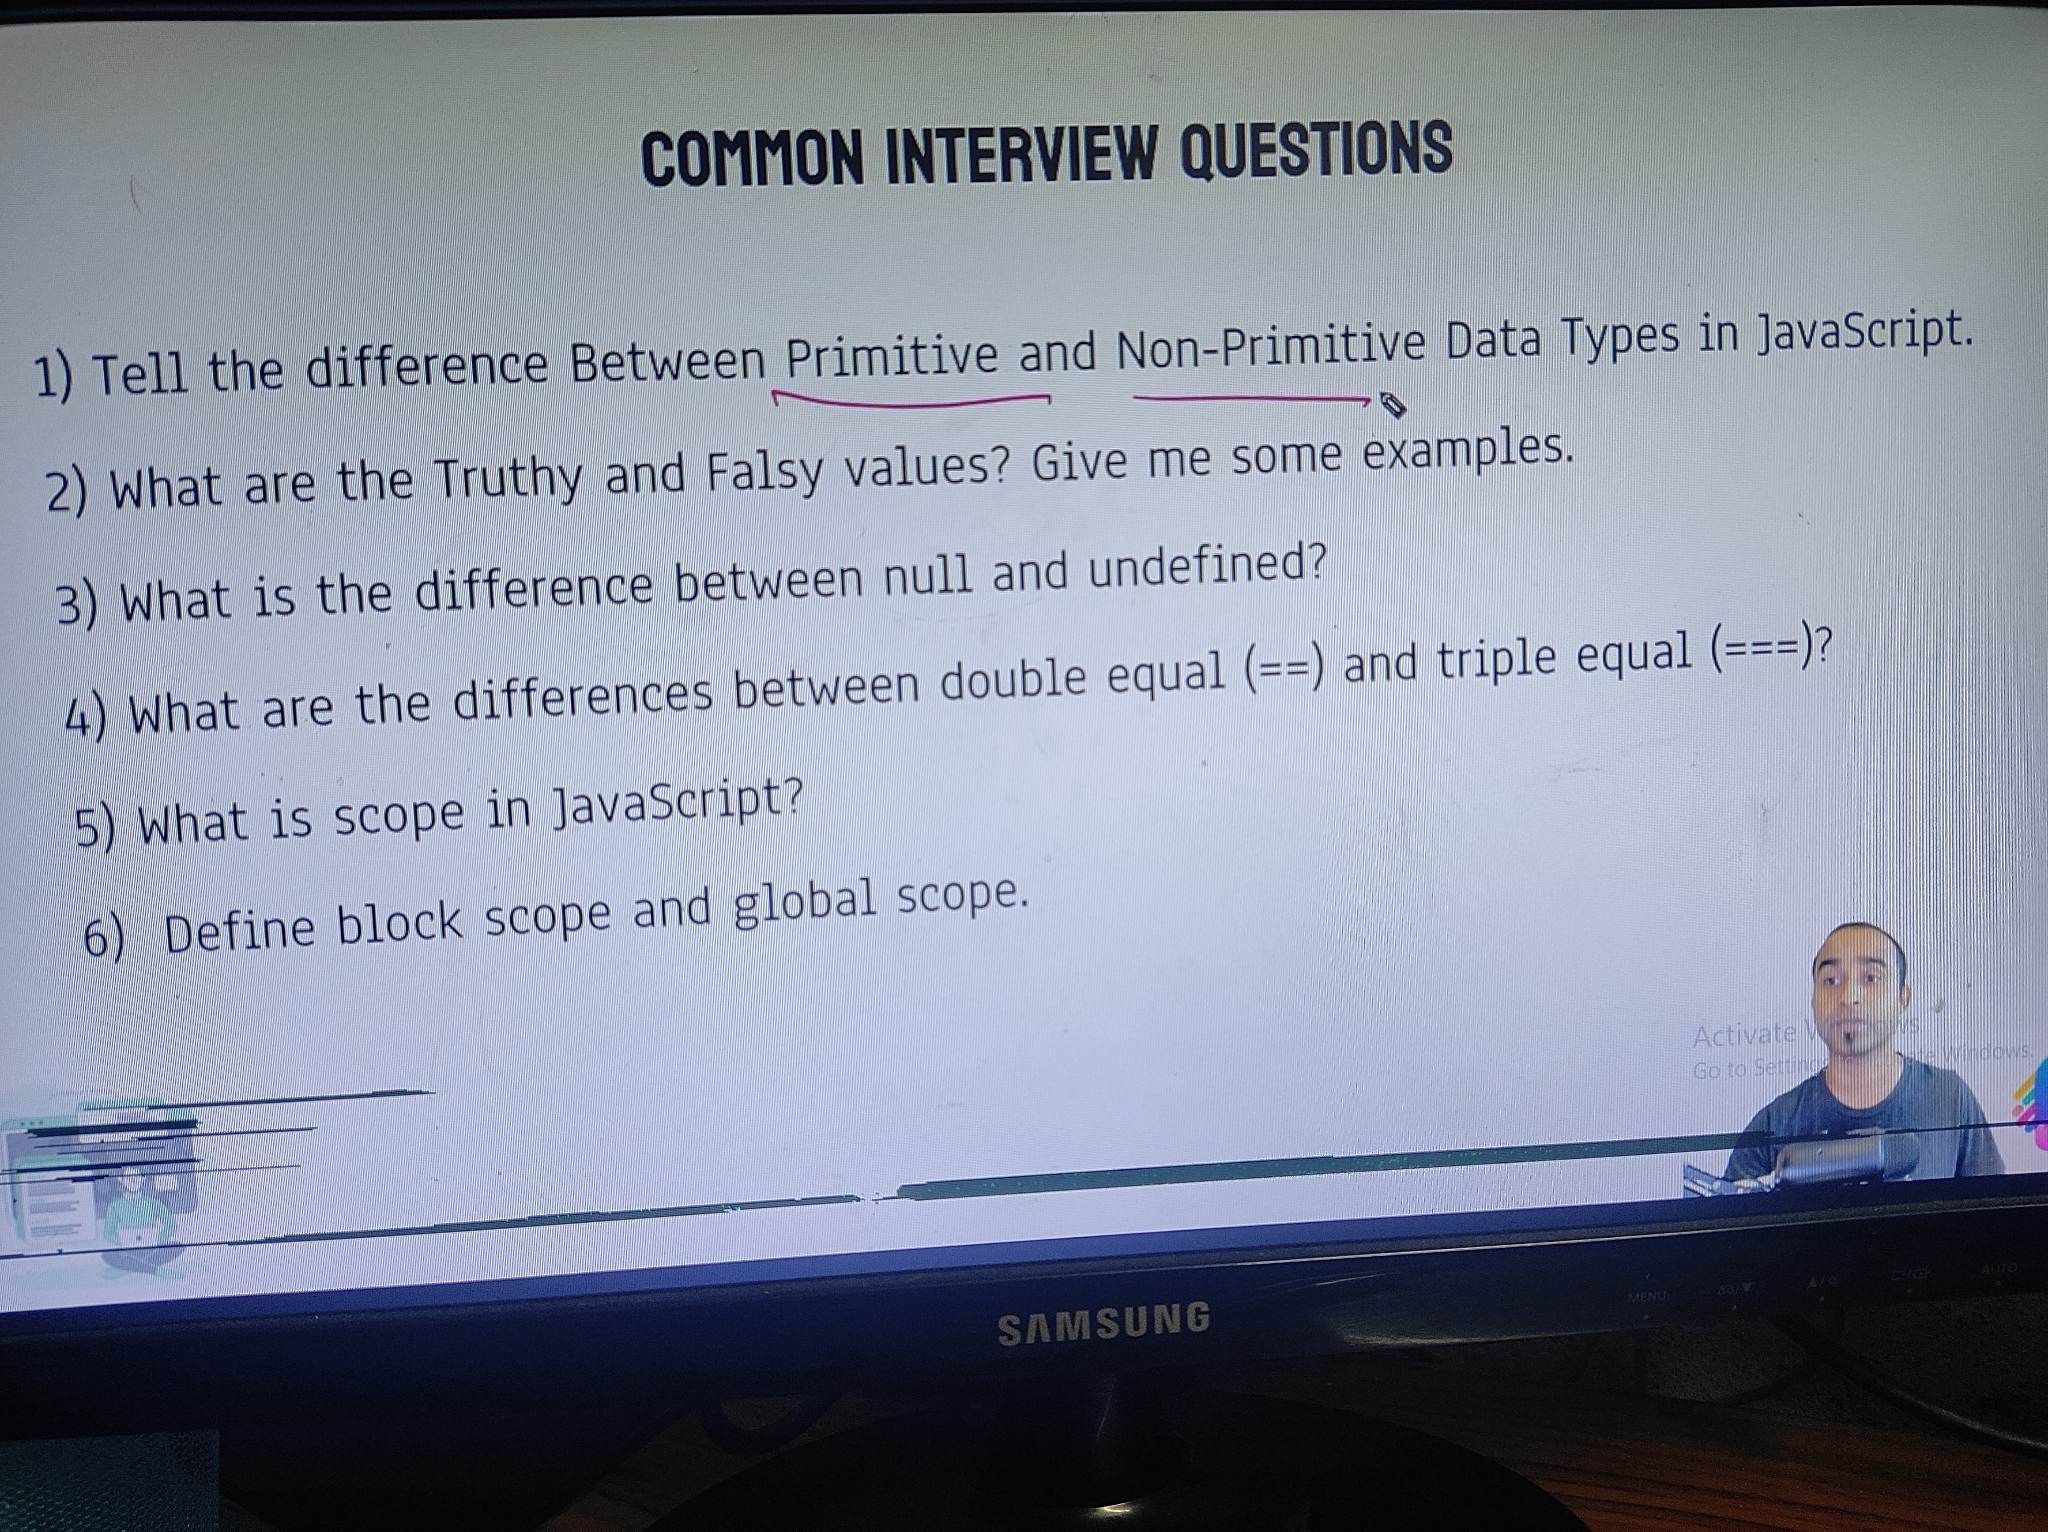 COMMON INTERVIEW QUESTIONS
1) Tell the difference Between Primitive and Non-Primitive Data Types in JavaScript.
2) What are the Truthy and Falsy values? Give me some examples.
3) What is the difference between null and undefined?
4) What are the differences between double equal (==) and triple equal (===)?
5) What is scope in JavaScript?
6) Define block scope and global scope.
Activate
Go to Windows.
SAMSUNG
MENU
AUTO